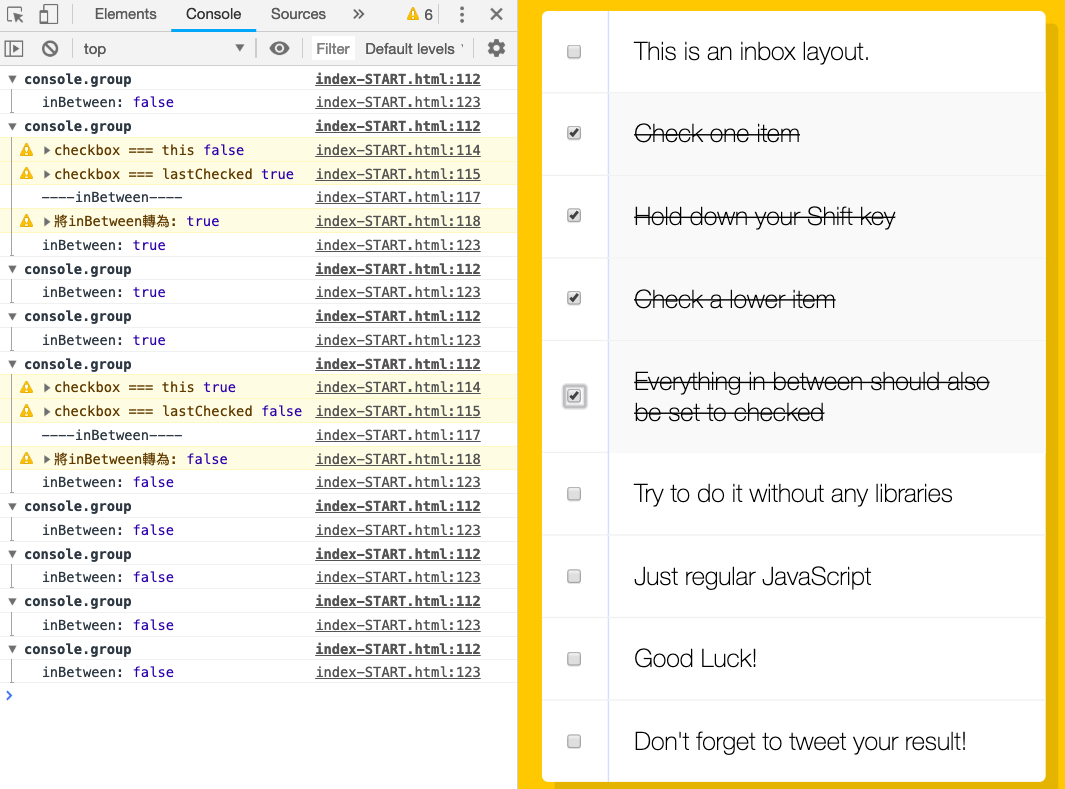 Elements Console Sources » 6
top Filter Default levels
console.group index-START.html:112
inBetween: false index-START.html:123
console.group index-START.html:112
checkbox === this false index-START.html:114
checkbox === lastChecked true index-START.html:115
----inBetween---- index-START.html:117
將inBetween轉為: true index-START.html:118
inBetween: true index-START.html:123
console.group index-START.html:112
inBetween: true index-START.html:123
console.group index-START.html:112
inBetween: true index-START.html:123
console.group index-START.html:112
checkbox === this true index-START.html:114
checkbox === lastChecked false index-START.html:115
----inBetween---- index-START.html:117
將inBetween轉為: false index-START.html:118
inBetween: false index-START.html:123
console.group index-START.html:112
inBetween: false index-START.html:123
console.group index-START.html:112
inBetween: false index-START.html:123
console.group index-START.html:112
inBetween: false index-START.html:123
console.group index-START.html:112
inBetween: false index-START.html:123
This is an inbox layout.
Check one item
Hold down your Shift key
Check a lower item
Everything in between should also
be set to checked
Try to do it without any libraries
Just regular JavaScript
Good Luck!
Don't forget to tweet your result!